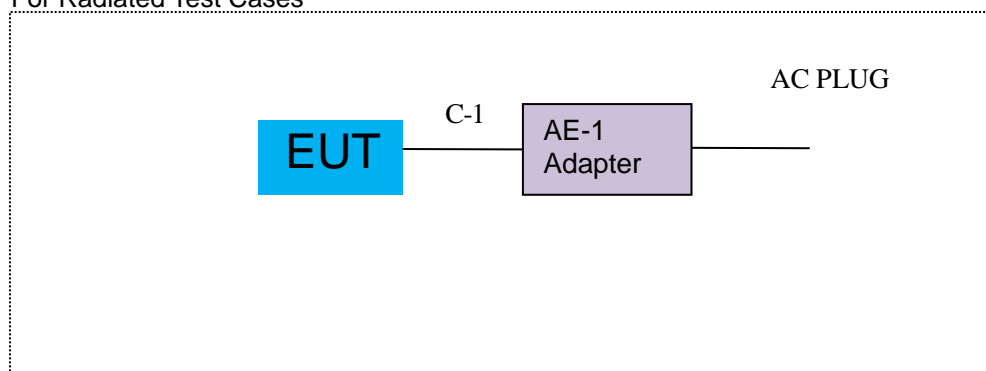 For Radiated Test Cases
AC PLUG
C-1
EUT
AE-1
Adapter